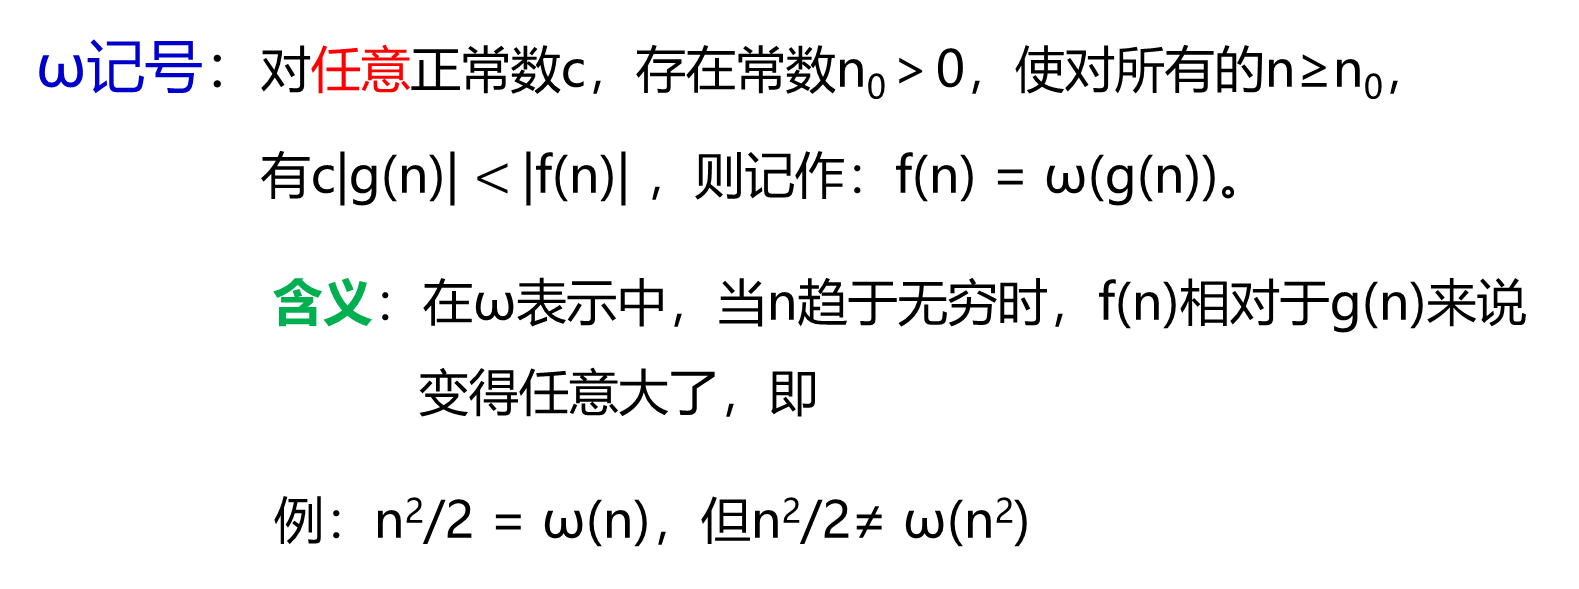 ω记号：对任意正常数c，存在常数n₀ > 0，使对所有的n≥n₀，
有c|g(n)| < |f(n)| ，则记作：f(n) = ω(g(n))。
含义：在ω表示中，当n趋于无穷时，f(n)相对于g(n)来说
变得任意大了，即
例：n²/2 = ω(n)，但n²/2≠ ω(n²)